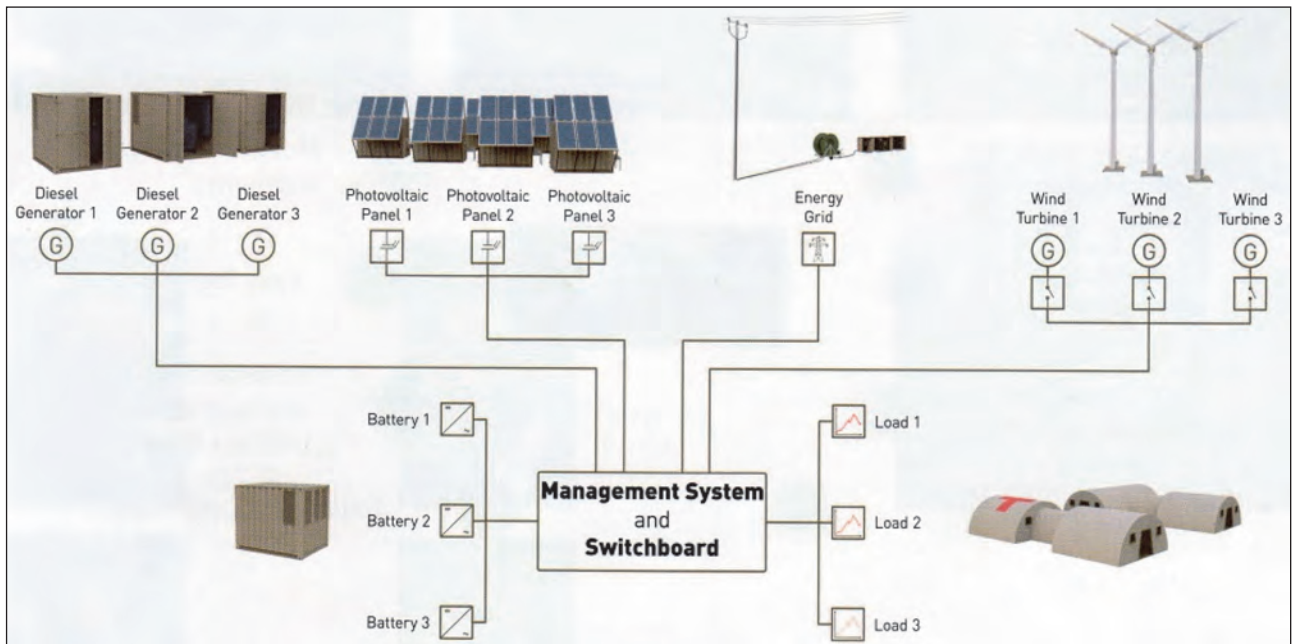 Diesel
Generator 1
Diesel
Generator 2
Diesel
Generator 3
G
G
G
Photovoltaic
Panel 1
Photovoltaic
Panel 2
Photovoltaic
Panel 3
Energy
Grid
Wind
Turbine 1
Wind
Turbine 2
Wind
Turbine 3
G
G
G
Battery 1
Battery 2
Battery 3
Management System
and
Switchboard
Load 1
Load 2
Load 3